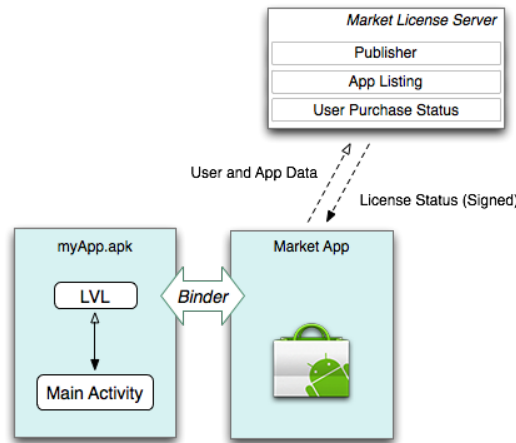 Market License Server
Publisher
App Listing
User Purchase Status
User and App Data
License Status (Signed)
myApp.apk
Market App
LVL
Binder
Main Activity